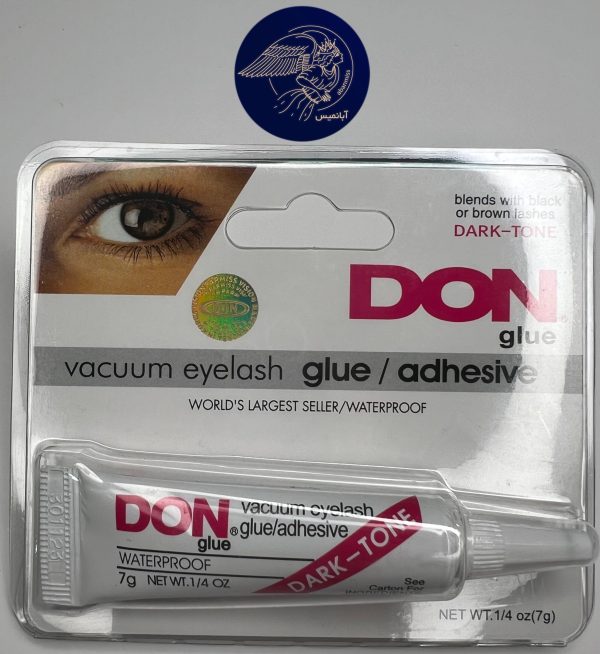 آبانمیس
blends with black
or brown lashes
DARK-TONE
DON®
glue
vacuum eyelash glue / adhesive
WORLD'S LARGEST SELLER/WATERPROOF
DON
DON® vacuum eyelash
glue glue/adhesive
WATERPROOF
7g NET WT.1/4 OZ
DARK-TONE
See
Carton For
NET WT.1/4 oz(7g)